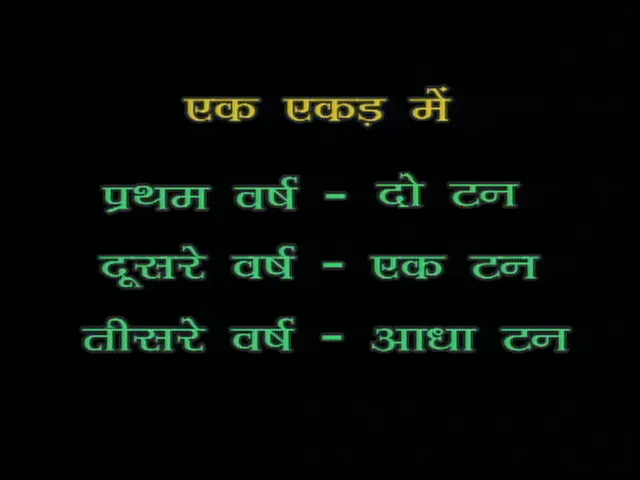 एक एकड़ में
प्रथम वर्ष - दो टन
दूसरे वर्ष - एक टन
तीसरे वर्ष - आधा टन